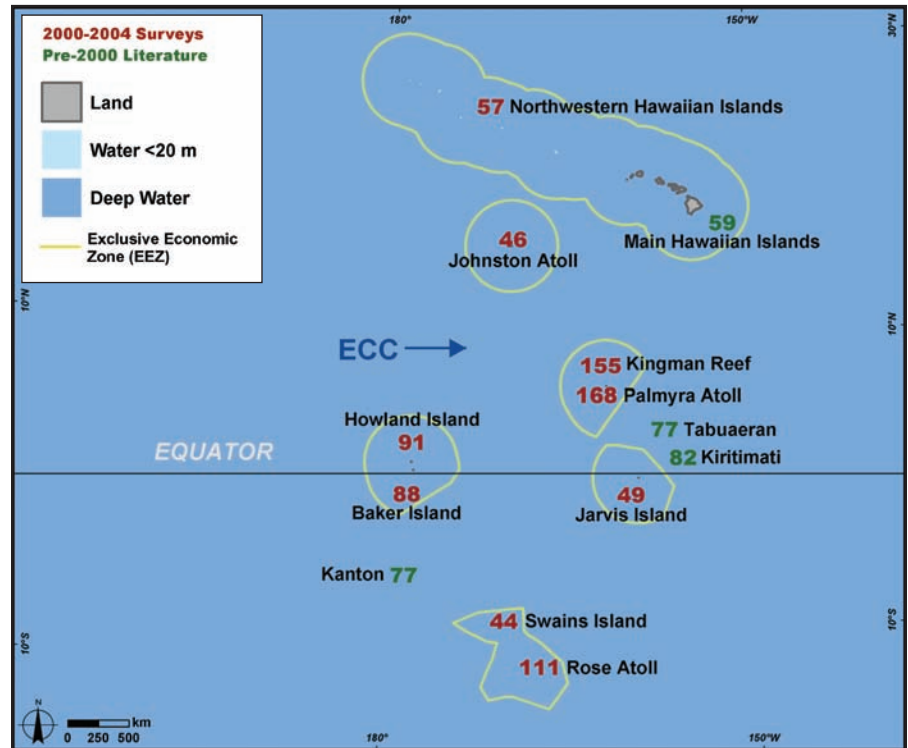 180°
150°W
30°N
2000-2004 Surveys
Pre-2000 Literature
Land
Water <20 m
Deep Water
Exclusive Economic
Zone (EEZ)
57 Northwestern Hawaiian Islands
59
Main Hawaiian Islands
46
Johnston Atoll
10°N
10°N
ECC
155 Kingman Reef
168 Palmyra Atoll
Howland Island
91
77 Tabuaeran
EQUATOR
82 Kiritimati
88
Baker Island
49
Jarvis Island
Kanton 77
44 Swains Island
10°S
10°S
111 Rose Atoll
N
km
0 250 500
180°
150°W